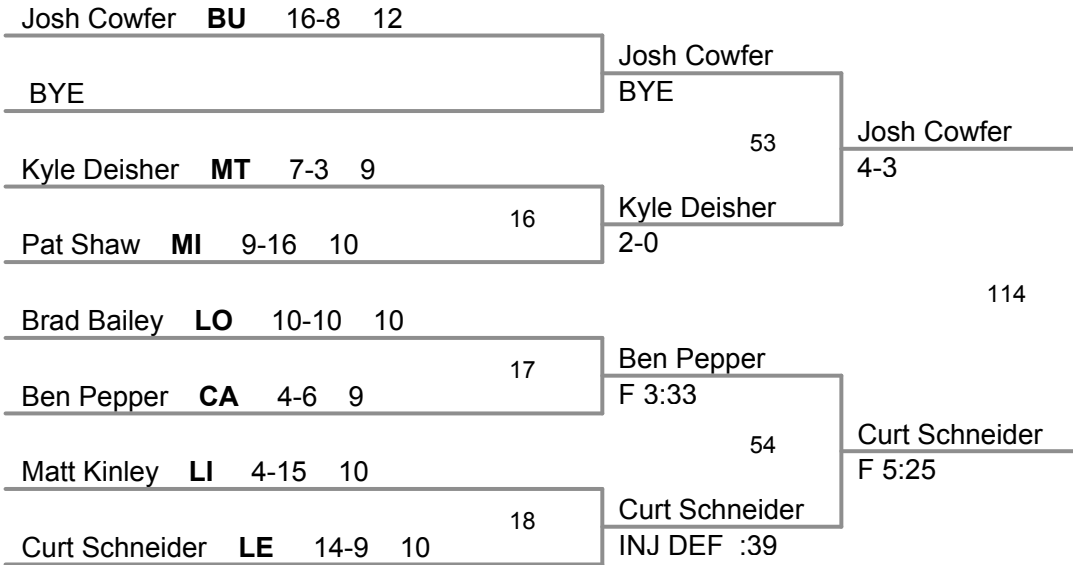 Josh Cowfer BU 16-8 12
BYE
Josh Cowfer
BYE
53
Josh Cowfer
4-3
Kyle Deisher MT 7-3 9
16
Kyle Deisher
2-0
Pat Shaw MI 9-16 10
114
Brad Bailey LO 10-10 10
17
Ben Pepper
F 3:33
Ben Pepper CA 4-6 9
54
Curt Schneider
F 5:25
Matt Kinley LI 4-15 10
18
Curt Schneider
INJ DEF :39
Curt Schneider LE 14-9 10